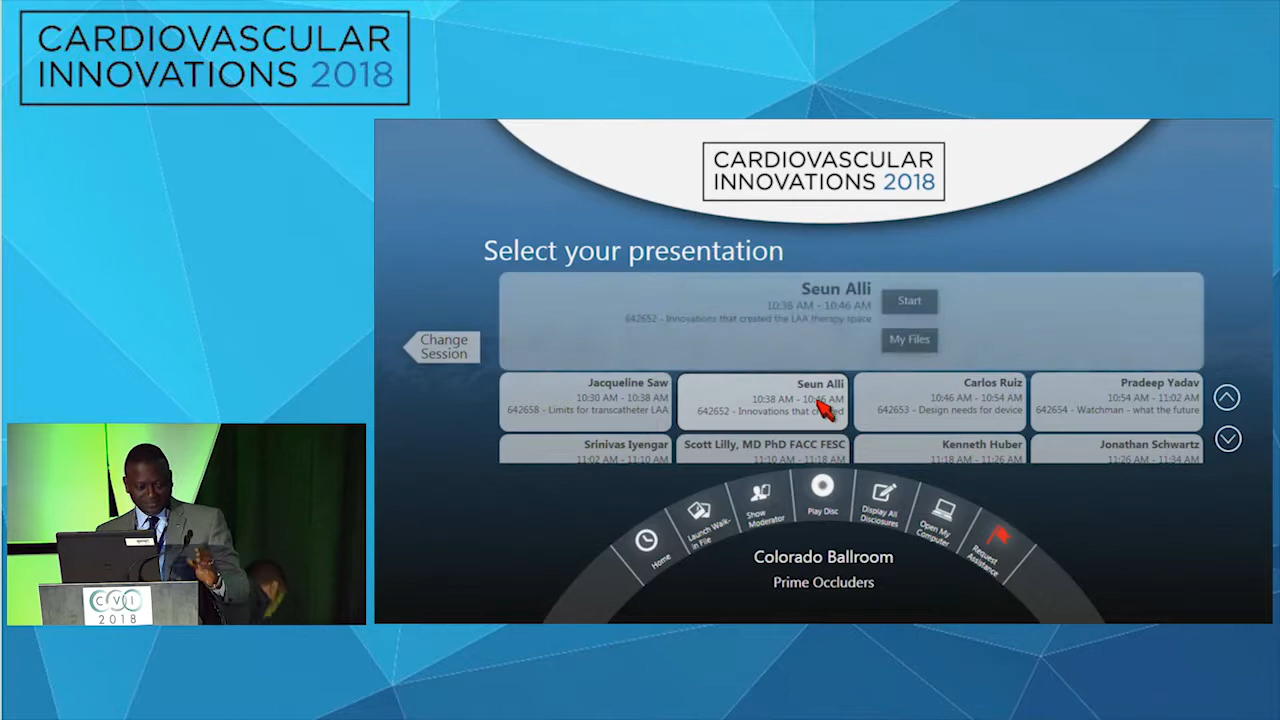 CARDIOVASCULAR
INNOVATIONS 2018
CARDIOVASCULAR
INNOVATIONS 2018
Select your presentation
Seun Alli
10:38 AM - 10:46 AM
642652 - Innovations that created the LAA therapy space
Start
My Files
Change
Session
Jacqueline Saw
10:30 AM - 10:38 AM
642658 - Limits for transcatheter LAA
Seun Alli
10:38 AM - 10:46 AM
642652 - Innovations that created
Carlos Ruiz
10:46 AM - 10:54 AM
642653 - Design needs for device
Pradeep Yadav
10:54 AM - 11:02 AM
642654 - Watchman - what the future
Srinivas Iyengar
11:02 AM - 11:10 AM
Scott Lilly, MD PhD FACC FESC
11:10 AM - 11:18 AM
Kenneth Huber
11:18 AM - 11:26 AM
Jonathan Schwartz
11:26 AM - 11:34 AM
Home
Launch Walk-
in File
Show
Moderator
Play Disc
Display All
Disclosures
Open My
Computer
Request
Assistance
Colorado Ballroom
Prime Occluders
CVI
2018